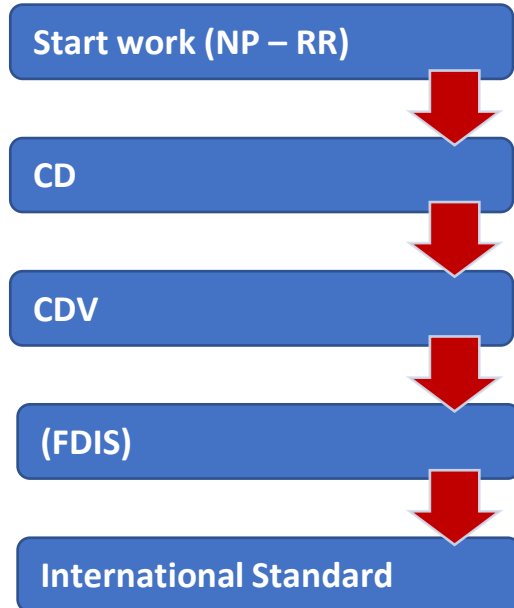 Start work (NP – RR)
CD
CDV
(FDIS)
International Standard